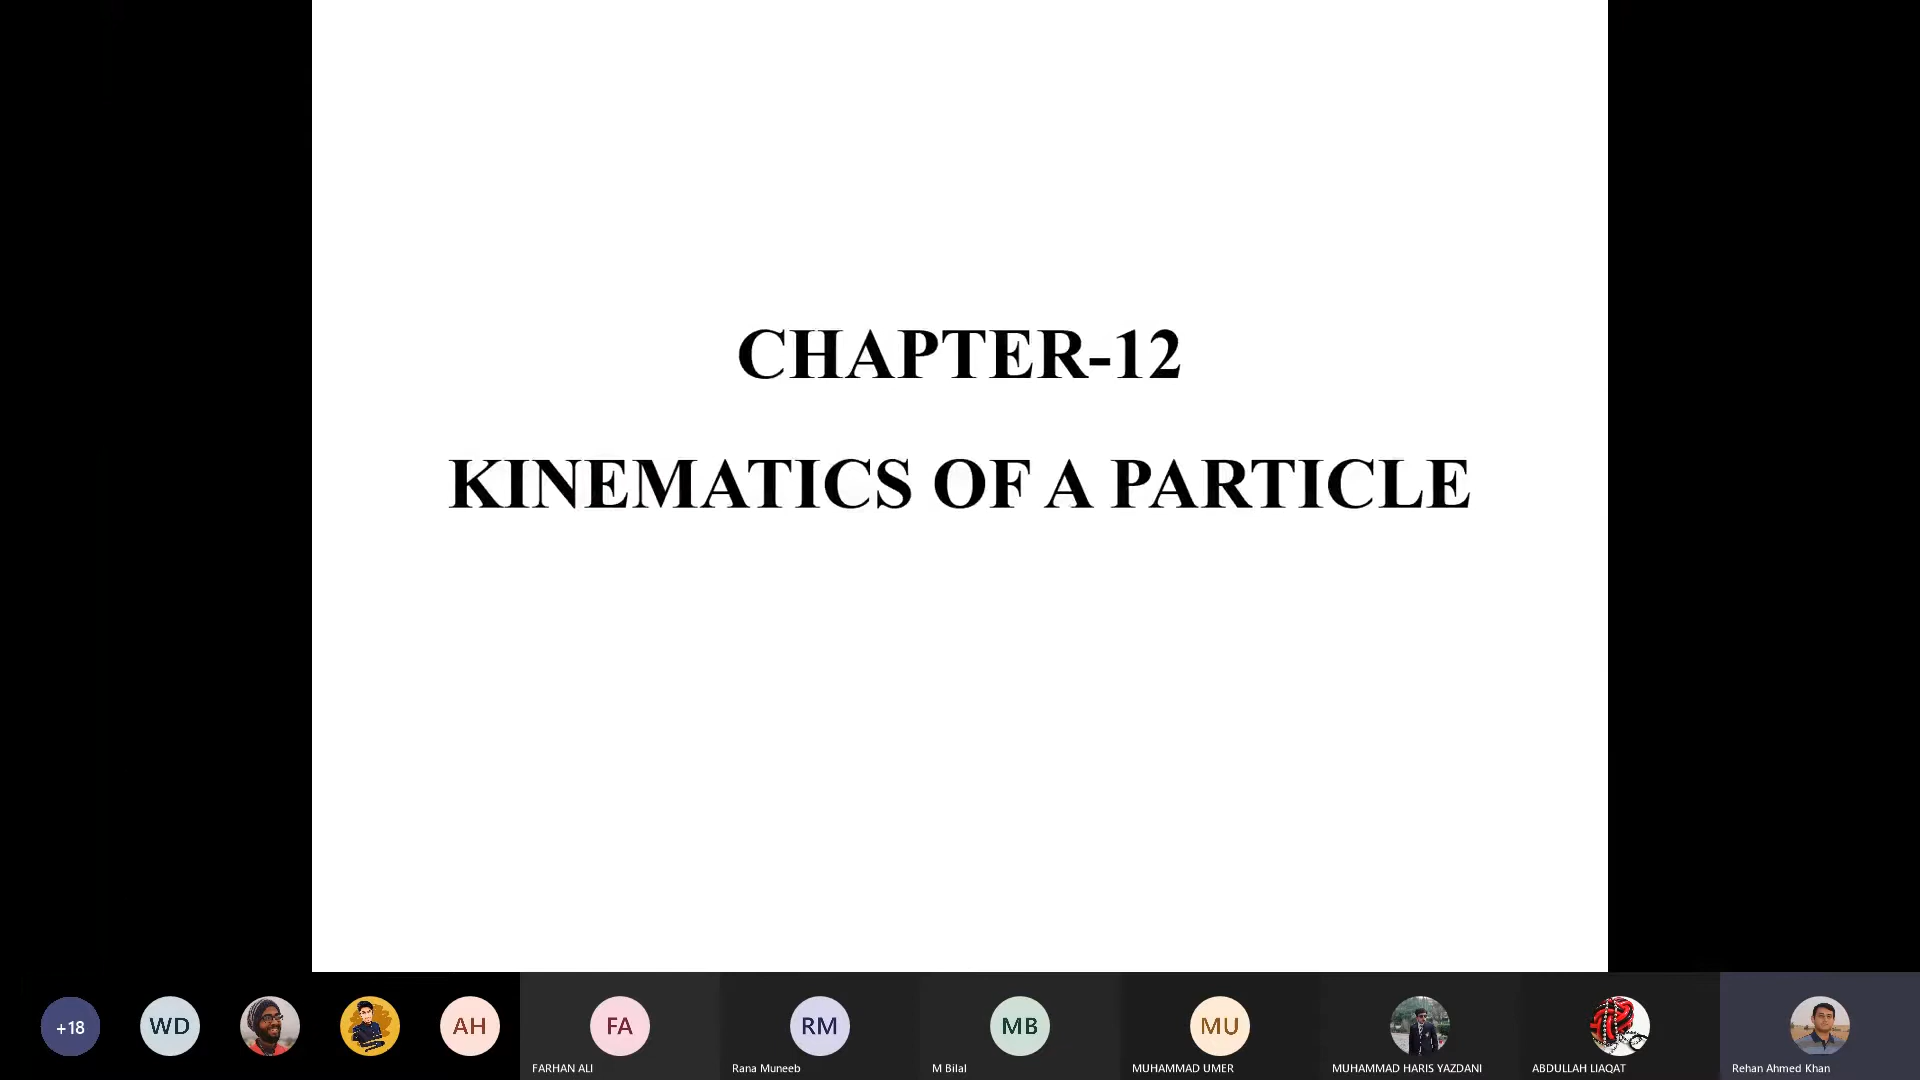 CHAPTER-12
KINEMATICS OF A PARTICLE
+18
WD
AH
FA
RM
MB
MU
FARHAN ALI
Rana Muneeb
M Bilal
MUHAMMAD UMER
MUHAMMAD HARIS YAZDANI
ABDULLAH LIAQAT
Rehan Ahmed Khan